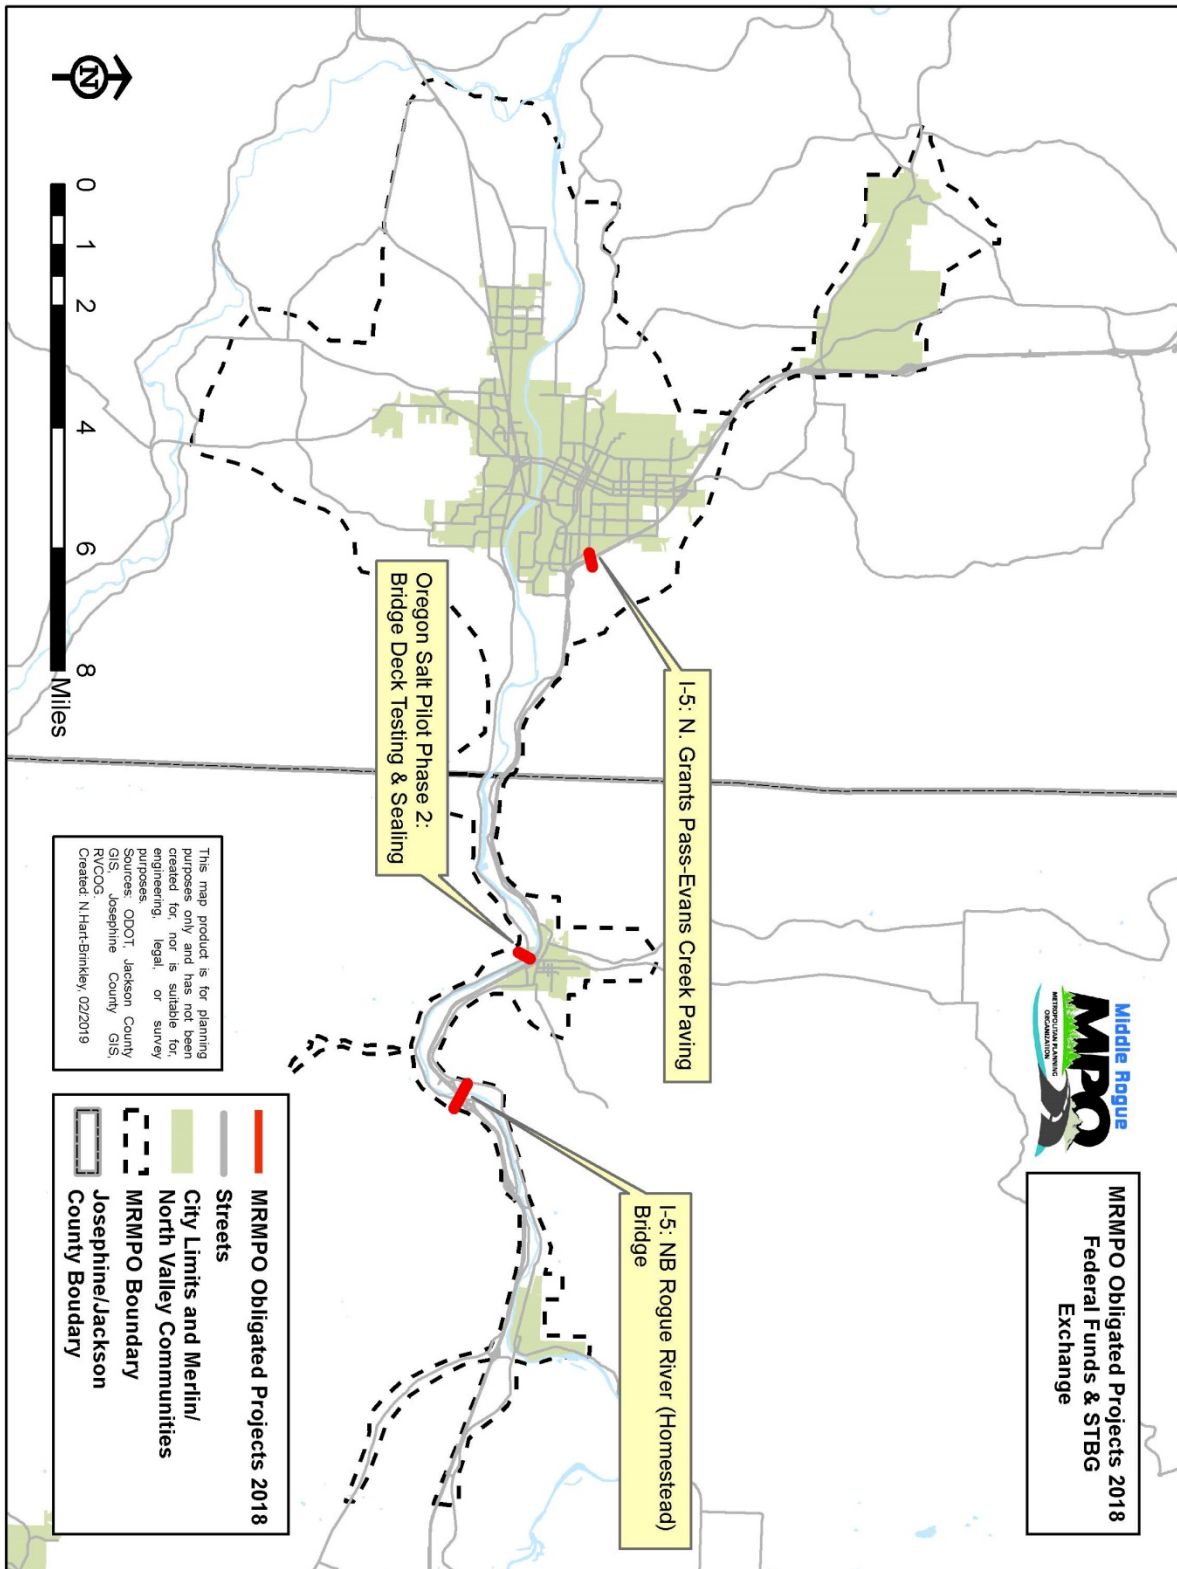 Middle Rogue
MPO
METROPOLITAN PLANNING
ORGANIZATION
MRMPO Obligated Projects 2018
Federal Funds & STBG
Exchange
I-5: N. Grants Pass-Evans Creek Paving
I-5: NB Rogue River (Homestead)
Bridge
Oregon Salt Pilot Phase 2:
Bridge Deck Testing & Sealing
N
0 1 2 4 6 8
Miles
This map product is for planning
purposes only and has not been
created for, nor is suitable for,
engineering, legal, or survey
purposes.
Sources: ODOT, Jackson County
GIS, Josephine County GIS,
RVCOG.
Created: N.Hart-Brinkley, 02/2019
MRMPO Obligated Projects 2018
Streets
City Limits and Merlin/
North Valley Communities
MRMPO Boundary
Josephine/Jackson
County Boudary